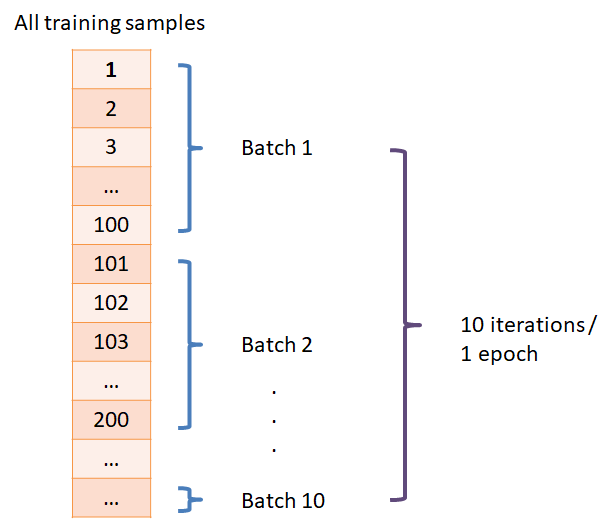 All training samples
1
2
3
...
100
101
102
103
...
200
...
...
Batch 1
Batch 2
.
.
.
Batch 10
10 iterations/
1 epoch